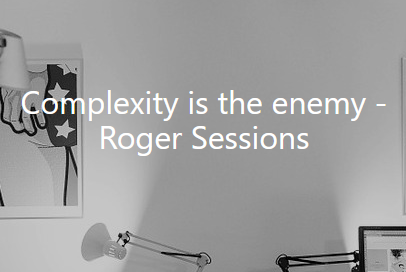 Complexity is the enemy -
Roger Sessions